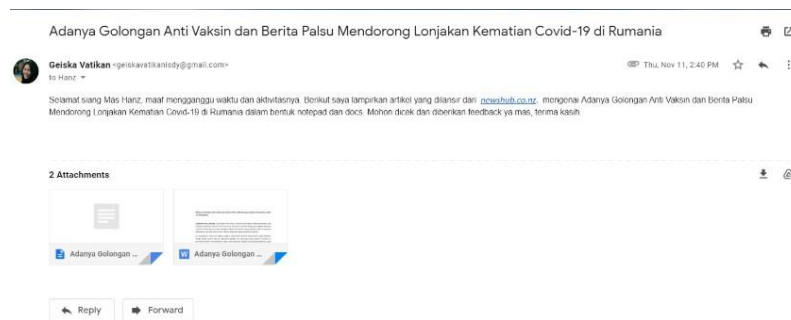 Adanya Golongan Anti Vaksin dan Berita Palsu Mendorong Lonjakan Kematian Covid-19 di Rumania
Geiska Vatikan <geiskavatikanisdy@gmail.com>
Thu, Nov 11, 2:40 PM
to Hanz
Selamat siang Mas Hanz, maaf mengganggu waktu dan aktivitasnya. Berikut saya lampirkan artikel yang dilansir dari newshub.co.nz. mengenai Adanya Golongan Anti Vaksin dan Berita Palsu
Mendorong Lonjakan Kematian Covid-19 di Rumania dalam bentuk notepad dan docs. Mohon dicek dan diberikan feedback ya mas, terima kasih.
2 Attachments
Adanya Golongan ...
W Adanya Golongan ...
Reply
Forward